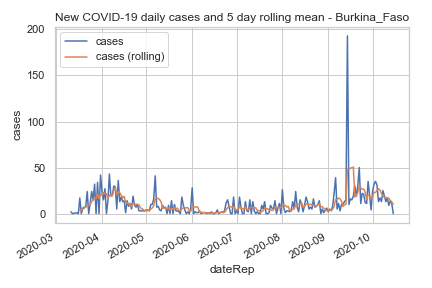 New COVID-19 daily cases and 5 day rolling mean - Burkina_Faso
cases
cases (rolling)
200
150
100
50
0
cases
2020-03
2020-04
2020-05
2020-06
2020-07
2020-08
2020-09
2020-10
dateRep